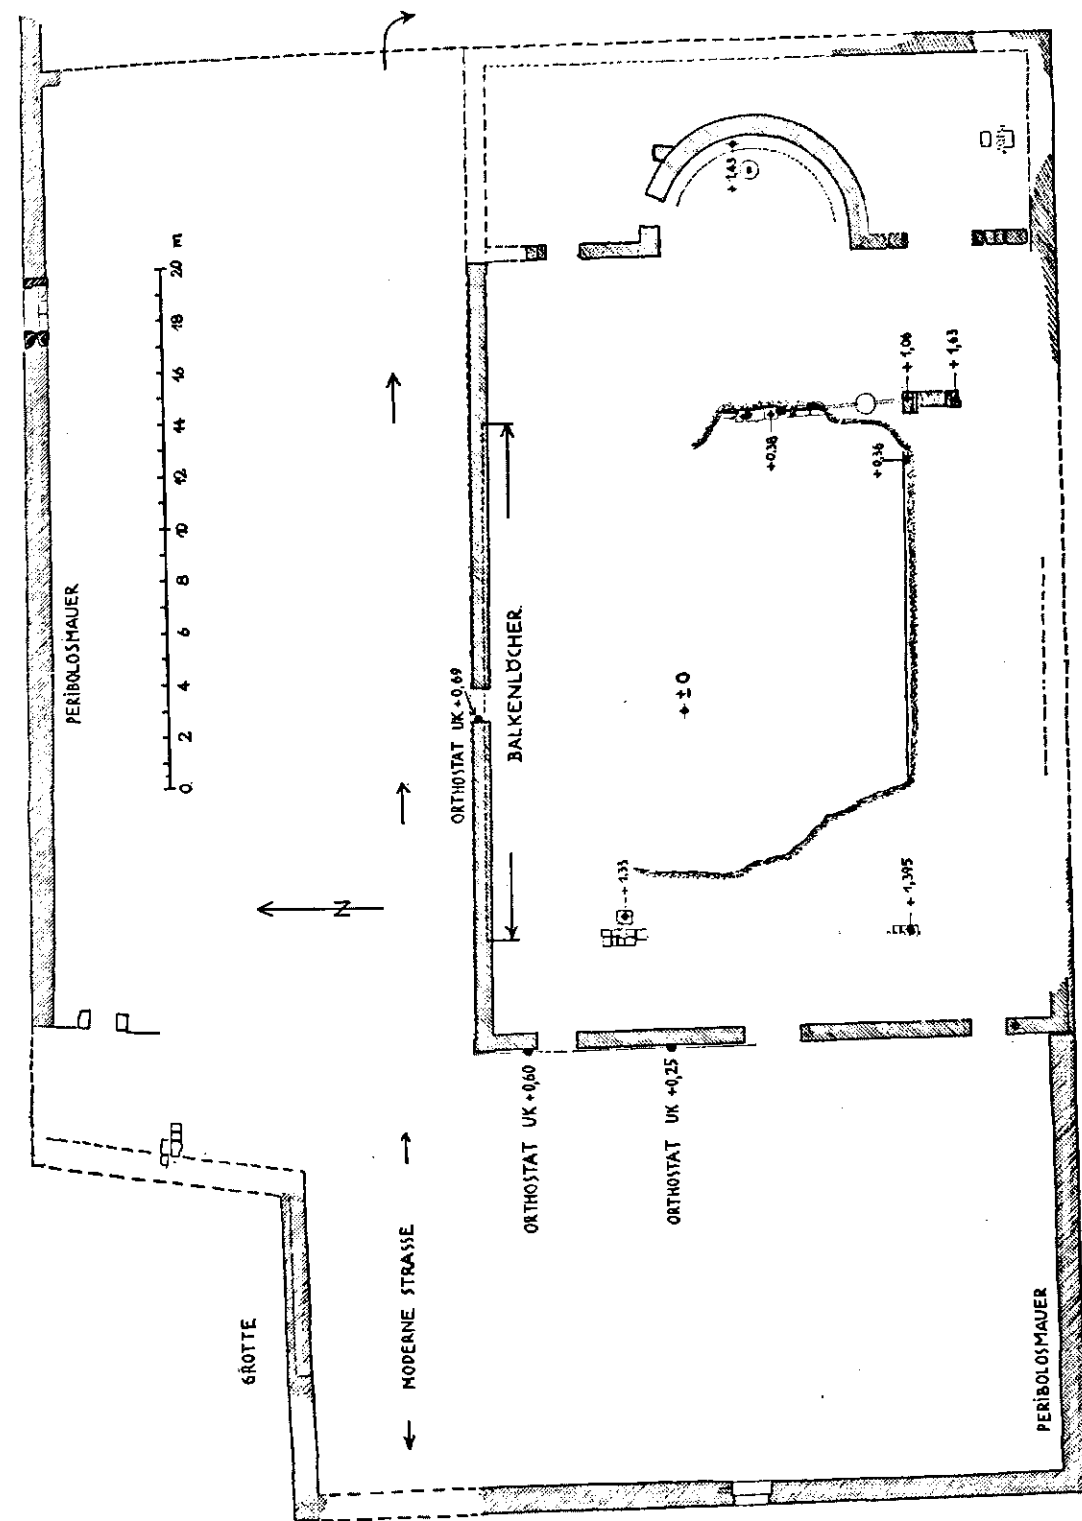 PERIBOLOSMAUER
0 2 4 6 8 10 12 14 16 18 20 m
ORTHOSTAT UK +0,69
BALKENLÖCHER
N
± 0
+1,43
+1,06
+1,63
+0,38
+0,36
+1,33
+1,395
ORTHOSTAT UK +0,60
ORTHOSTAT UK +0,25
GROTTE
MODERNE STRASSE
PERIBOLOSMAUER